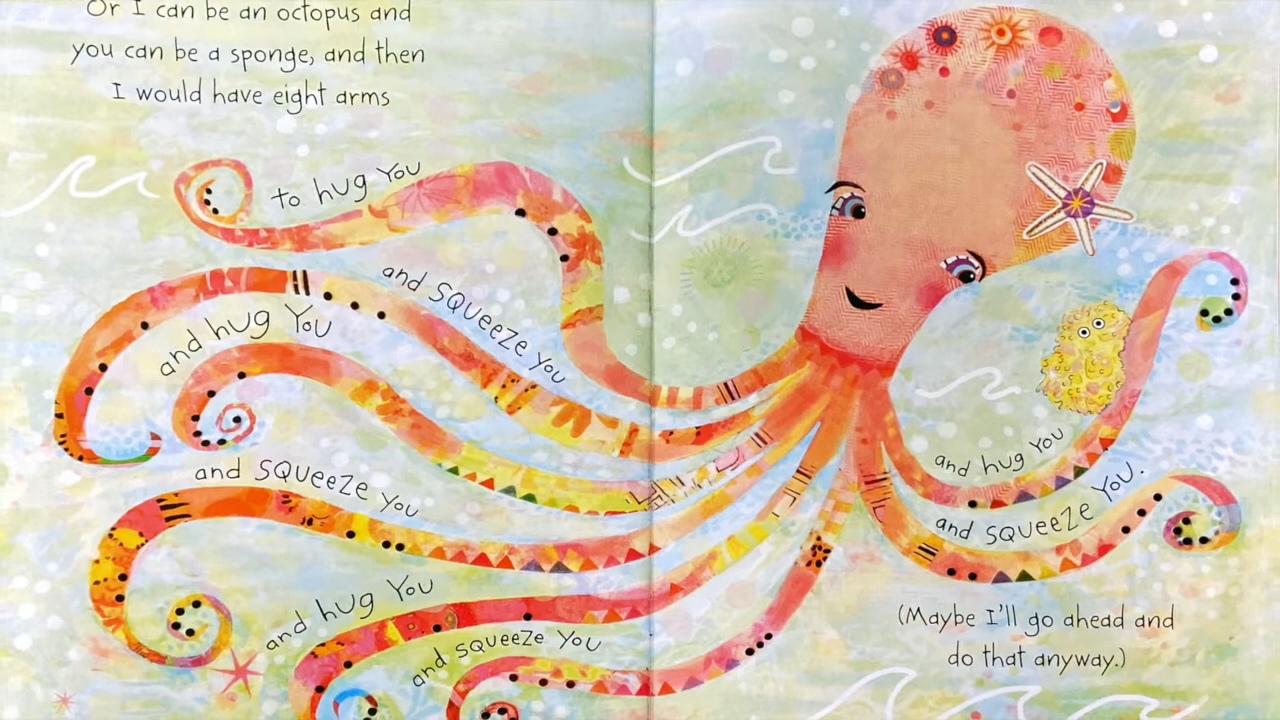 Or I can be an octopus and
you can be a sponge, and then
I would have eight arms
to hug You
and SQUeeZe you
and hug You
and SQUeeZe you
and hug You
and SQUeeZe You
and hug You
and SQUeeZe You.
(Maybe I'll go ahead and
do that anyway.)